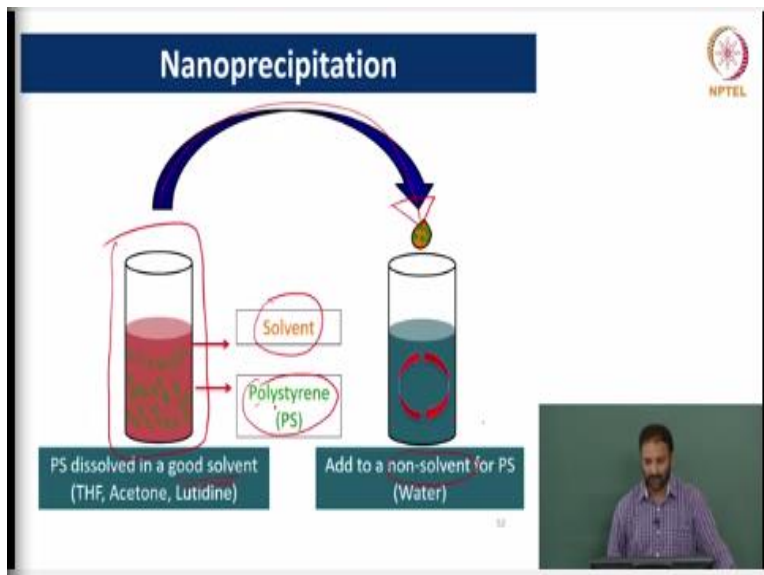 Nanoprecipitation
NPTEL
Solvent
Polystyrene
(PS)
PS dissolved in a good solvent
(THF, Acetone, Lutidine)
Add to a non-solvent for PS
(Water)